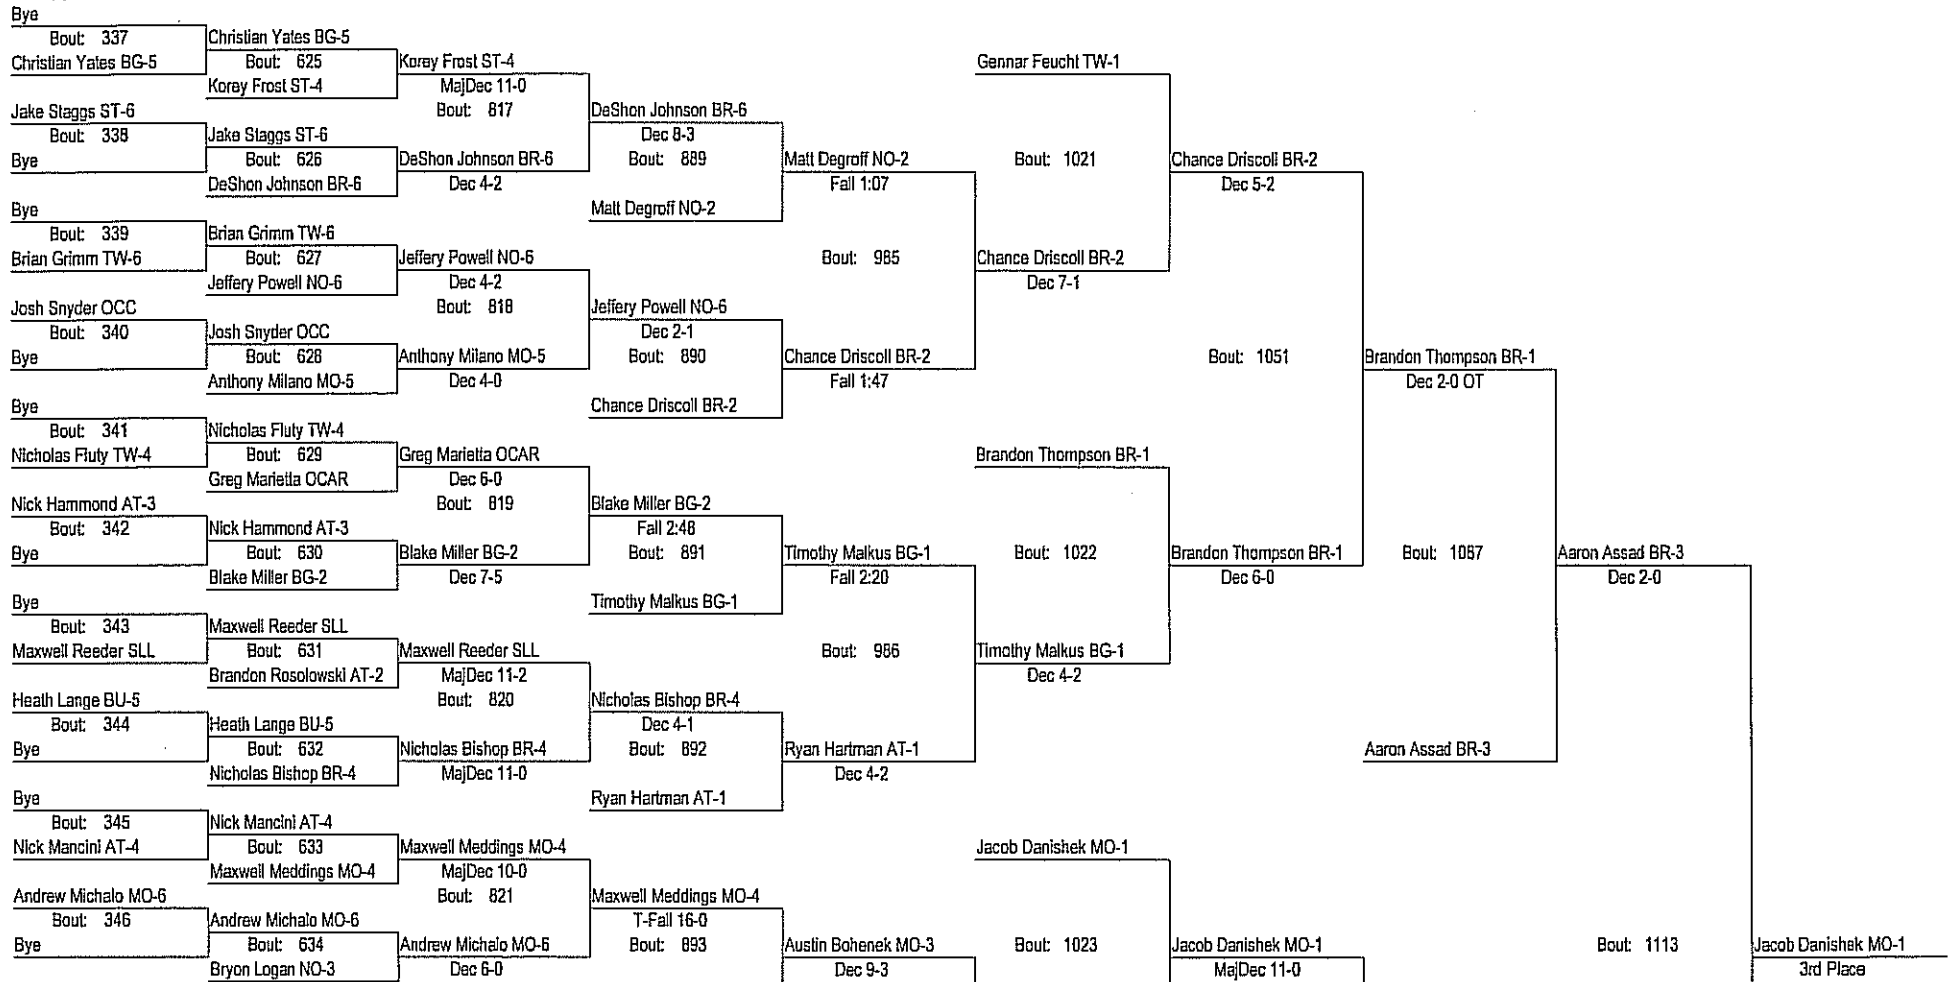 Bye
Bout: 337
Christian Yates BG-5
Christian Yates BG-5
Bout: 625
Korey Frost ST-4
Korey Frost ST-4
MajDec 11-0
Bout: 817
Gennar Feucht TW-1
Jake Staggs ST-6
Bout: 338
Bye
Jake Staggs ST-6
Bout: 626
DeShon Johnson BR-6
DeShon Johnson BR-6
Dec 4-2
DeShon Johnson BR-6
Dec 8-3
Bout: 889
Matt Degroff NO-2
Matt Degroff NO-2
Fall 1:07
Bout: 1021
Chance Driscoll BR-2
Dec 5-2
Bye
Bout: 339
Brian Grimm TW-6
Brian Grimm TW-6
Bout: 627
Jeffery Powell NO-6
Jeffery Powell NO-6
Dec 4-2
Bout: 818
Bout: 985
Chance Driscoll BR-2
Dec 7-1
Josh Snyder OCC
Bout: 340
Bye
Josh Snyder OCC
Bout: 628
Anthony Milano MO-5
Anthony Milano MO-5
Dec 4-0
Jeffery Powell NO-6
Dec 2-1
Bout: 890
Chance Driscoll BR-2
Chance Driscoll BR-2
Fall 1:47
Bout: 1051
Brandon Thompson BR-1
Dec 2-0 OT
Bye
Bout: 341
Nicholas Fluty TW-4
Nicholas Fluty TW-4
Bout: 629
Greg Marietta OCAR
Greg Marietta OCAR
Dec 6-0
Bout: 819
Brandon Thompson BR-1
Nick Hammond AT-3
Bout: 342
Bye
Nick Hammond AT-3
Bout: 630
Blake Miller BG-2
Blake Miller BG-2
Dec 7-5
Blake Miller BG-2
Fall 2:48
Bout: 891
Timothy Malkus BG-1
Timothy Malkus BG-1
Fall 2:20
Bout: 1022
Brandon Thompson BR-1
Dec 6-0
Bout: 1087
Aaron Assad BR-3
Dec 2-0
Bye
Bout: 343
Maxwell Reeder SLL
Maxwell Reeder SLL
Bout: 631
Brandon Rosolowski AT-2
Maxwell Reeder SLL
MajDec 11-2
Bout: 820
Bout: 986
Timothy Malkus BG-1
Dec 4-2
Heath Lange BU-5
Bout: 344
Bye
Heath Lange BU-5
Bout: 632
Nicholas Bishop BR-4
Nicholas Bishop BR-4
MajDec 11-0
Nicholas Bishop BR-4
Dec 4-1
Bout: 892
Ryan Hartman AT-1
Ryan Hartman AT-1
Dec 4-2
Aaron Assad BR-3
Bye
Bout: 345
Nick Mancini AT-4
Nick Mancini AT-4
Bout: 633
Maxwell Meddings MO-4
Maxwell Meddings MO-4
MajDec 10-0
Bout: 821
Jacob Danishek MO-1
Andrew Michalo MO-6
Bout: 346
Bye
Andrew Michalo MO-6
Bout: 634
Bryon Logan NO-3
Andrew Michalo MO-6
Dec 6-0
Maxwell Meddings MO-4
T-Fall 16-0
Bout: 893
Austin Bohenek MO-3
Dec 9-3
Bout: 1023
Jacob Danishek MO-1
MajDec 11-0
Bout: 1113
Jacob Danishek MO-1
3rd Place